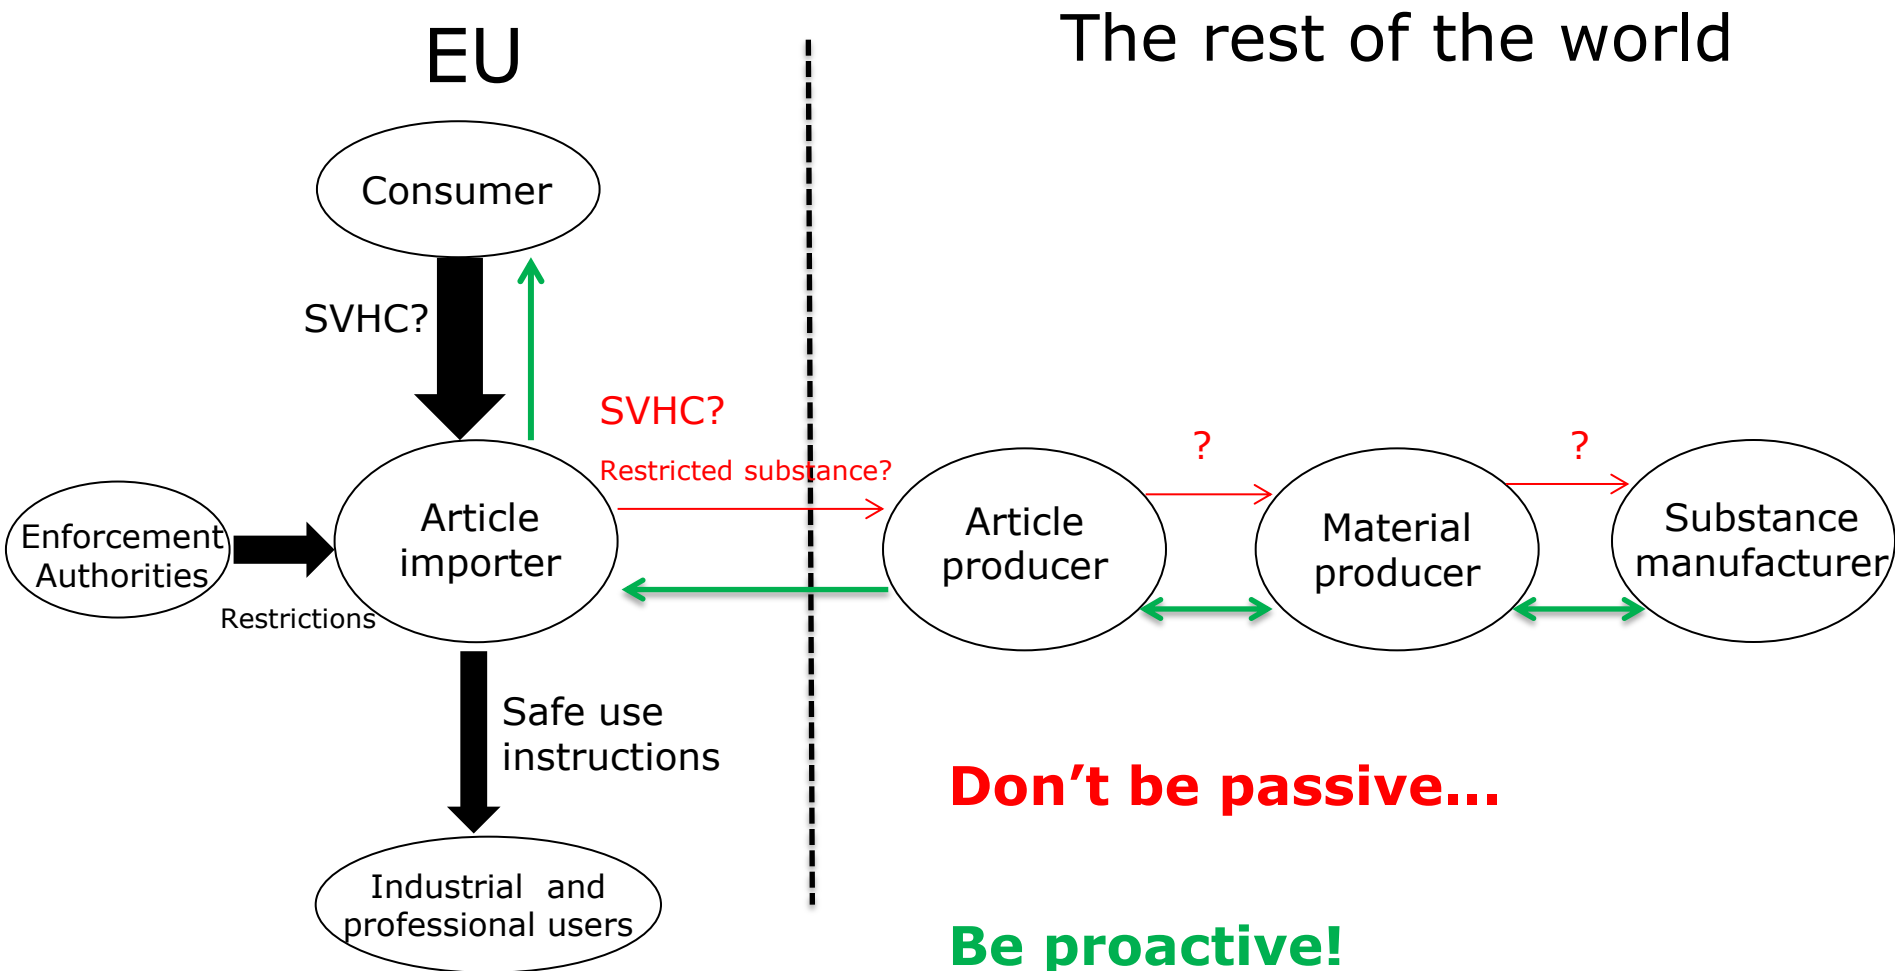 EU
The rest of the world
Consumer
SVHC?
SVHC?
Restricted substance?
?
?
Enforcement
Authorities
Restrictions
Article
importer
Article
producer
Material
producer
Substance
manufacturer
Safe use
instructions
Don’t be passive…
Industrial  and
professional users
Be proactive!